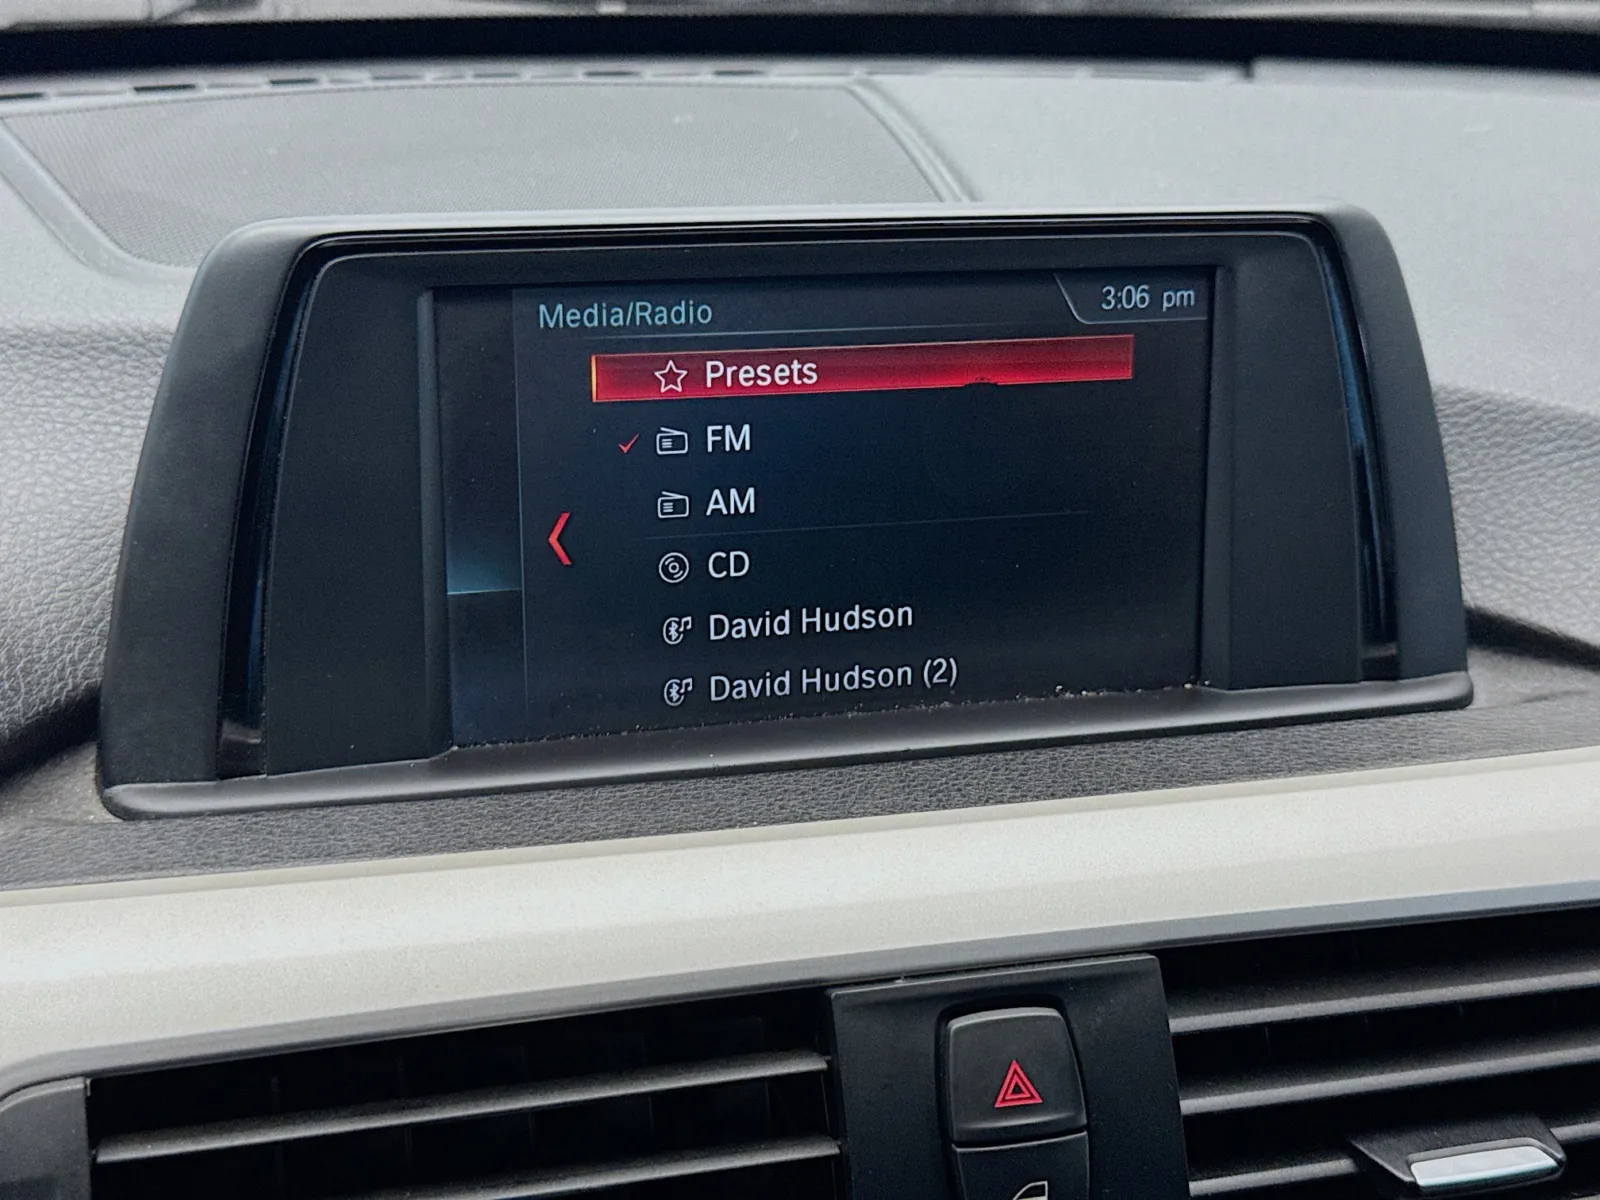 Media/Radio
3:06 pm
Presets
FM
AM
CD
David Hudson
David Hudson (2)